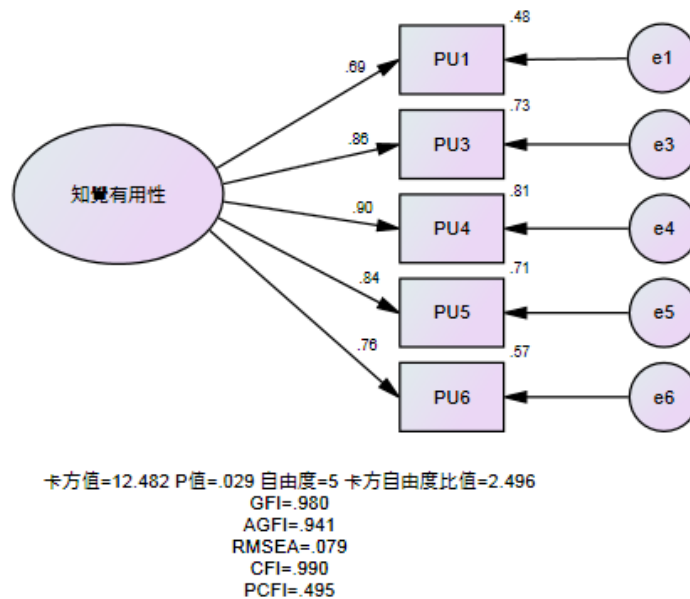 .48
.69
PU1
e1
.73
.86
PU3
e3
知覺有用性
.90
.81
PU4
e4
.84
.71
PU5
e5
.76
.57
PU6
e6
卡方值=12.482 P值=.029 自由度=5 卡方自由度比值=2.496
GFI=.980
AGFI=.941
RMSEA=.079
CFI=.990
PCFI=.495